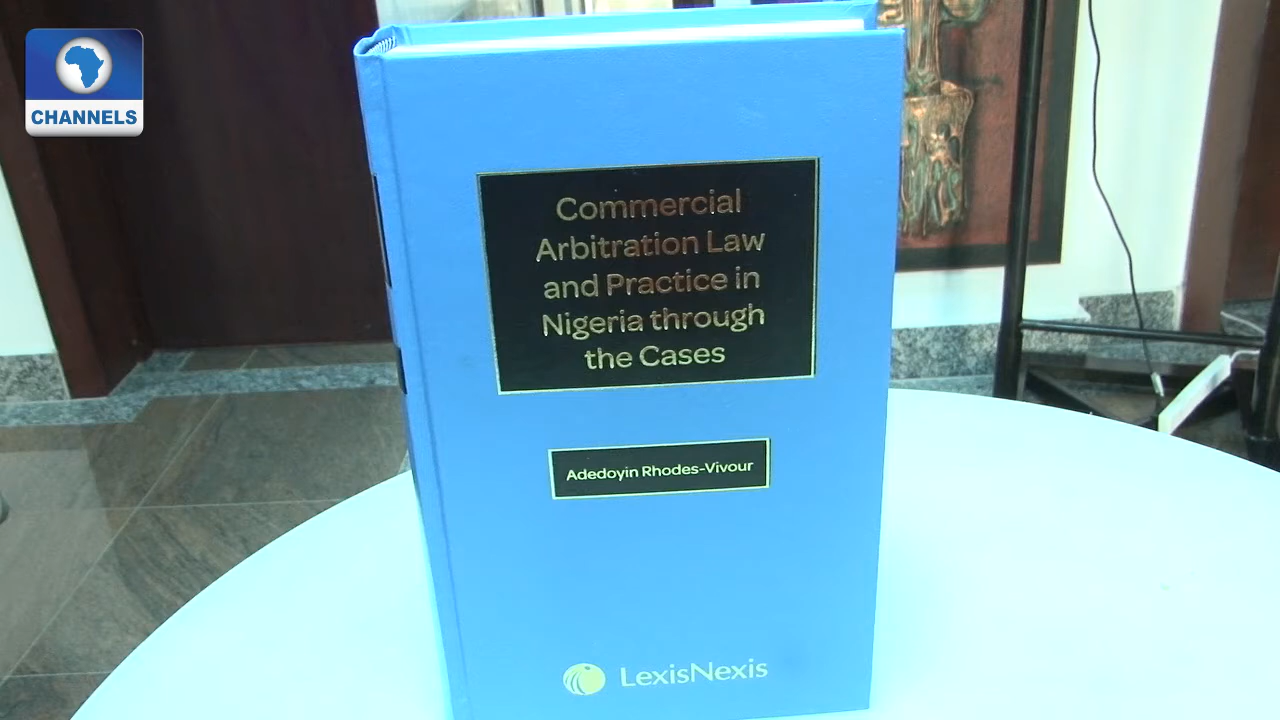 CHANNELS
Commercial
Arbitration Law
and Practice in
Nigeria through
the Cases
Adedoyin Rhodes-Vivour
LexisNexis